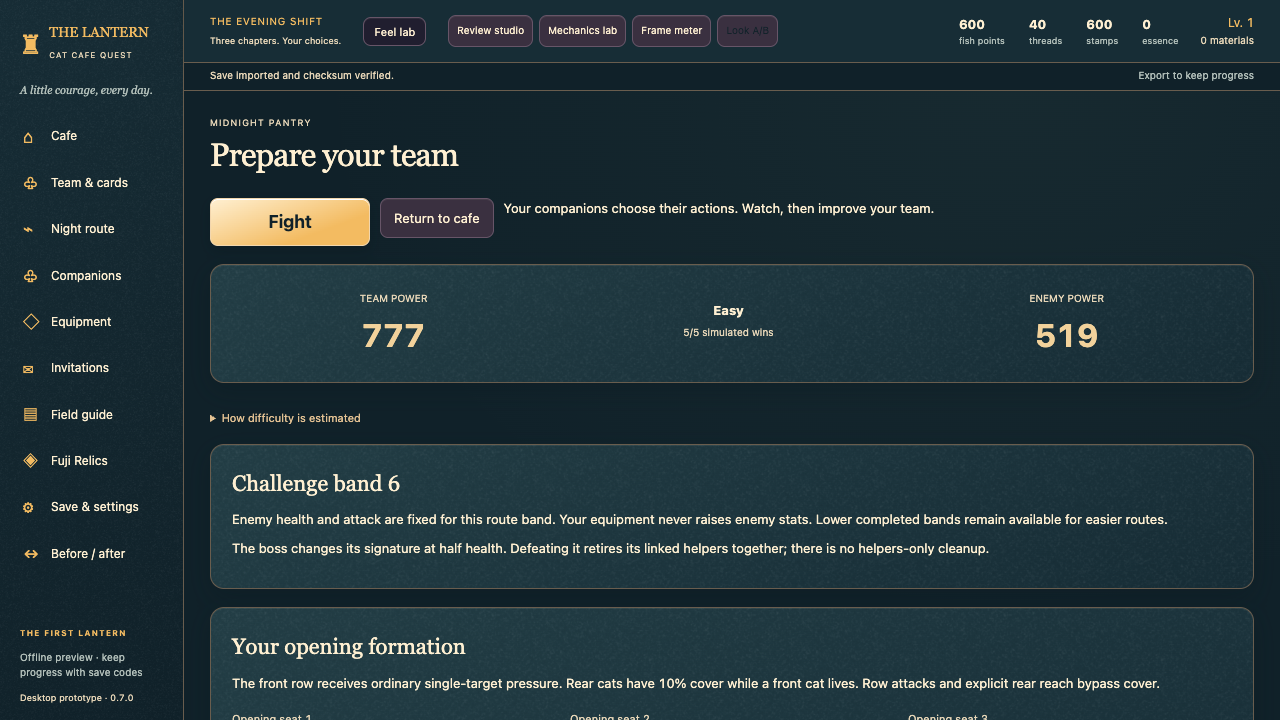 THE LANTERN
CAT CAFE QUEST
A little courage, every day.
Cafe
Team & cards
Night route
Companions
Equipment
Invitations
Field guide
Fuji Relics
Save & settings
Before / after
THE FIRST LANTERN
Offline preview · keep
progress with save codes
Desktop prototype · 0.7.0
THE EVENING SHIFT
Three chapters. Your choices.
Feel lab
Review studio
Mechanics lab
Frame meter
Look A/B
600
fish points
40
threads
600
stamps
0
essence
Lv. 1
0 materials
Save imported and checksum verified.
Export to keep progress
MIDNIGHT PANTRY
Prepare your team
Fight
Return to cafe
Your companions choose their actions. Watch, then improve your team.
TEAM POWER
777
Easy
5/5 simulated wins
ENEMY POWER
519
How difficulty is estimated
Challenge band 6
Enemy health and attack are fixed for this route band. Your equipment never raises enemy stats. Lower completed bands remain available for easier routes.
The boss changes its signature at half health. Defeating it retires its linked helpers together; there is no helpers-only cleanup.
Your opening formation
The front row receives ordinary single-target pressure. Rear cats have 10% cover while a front cat lives. Row attacks and explicit rear reach bypass cover.
Opening seat 1
Opening seat 2
Opening seat 3